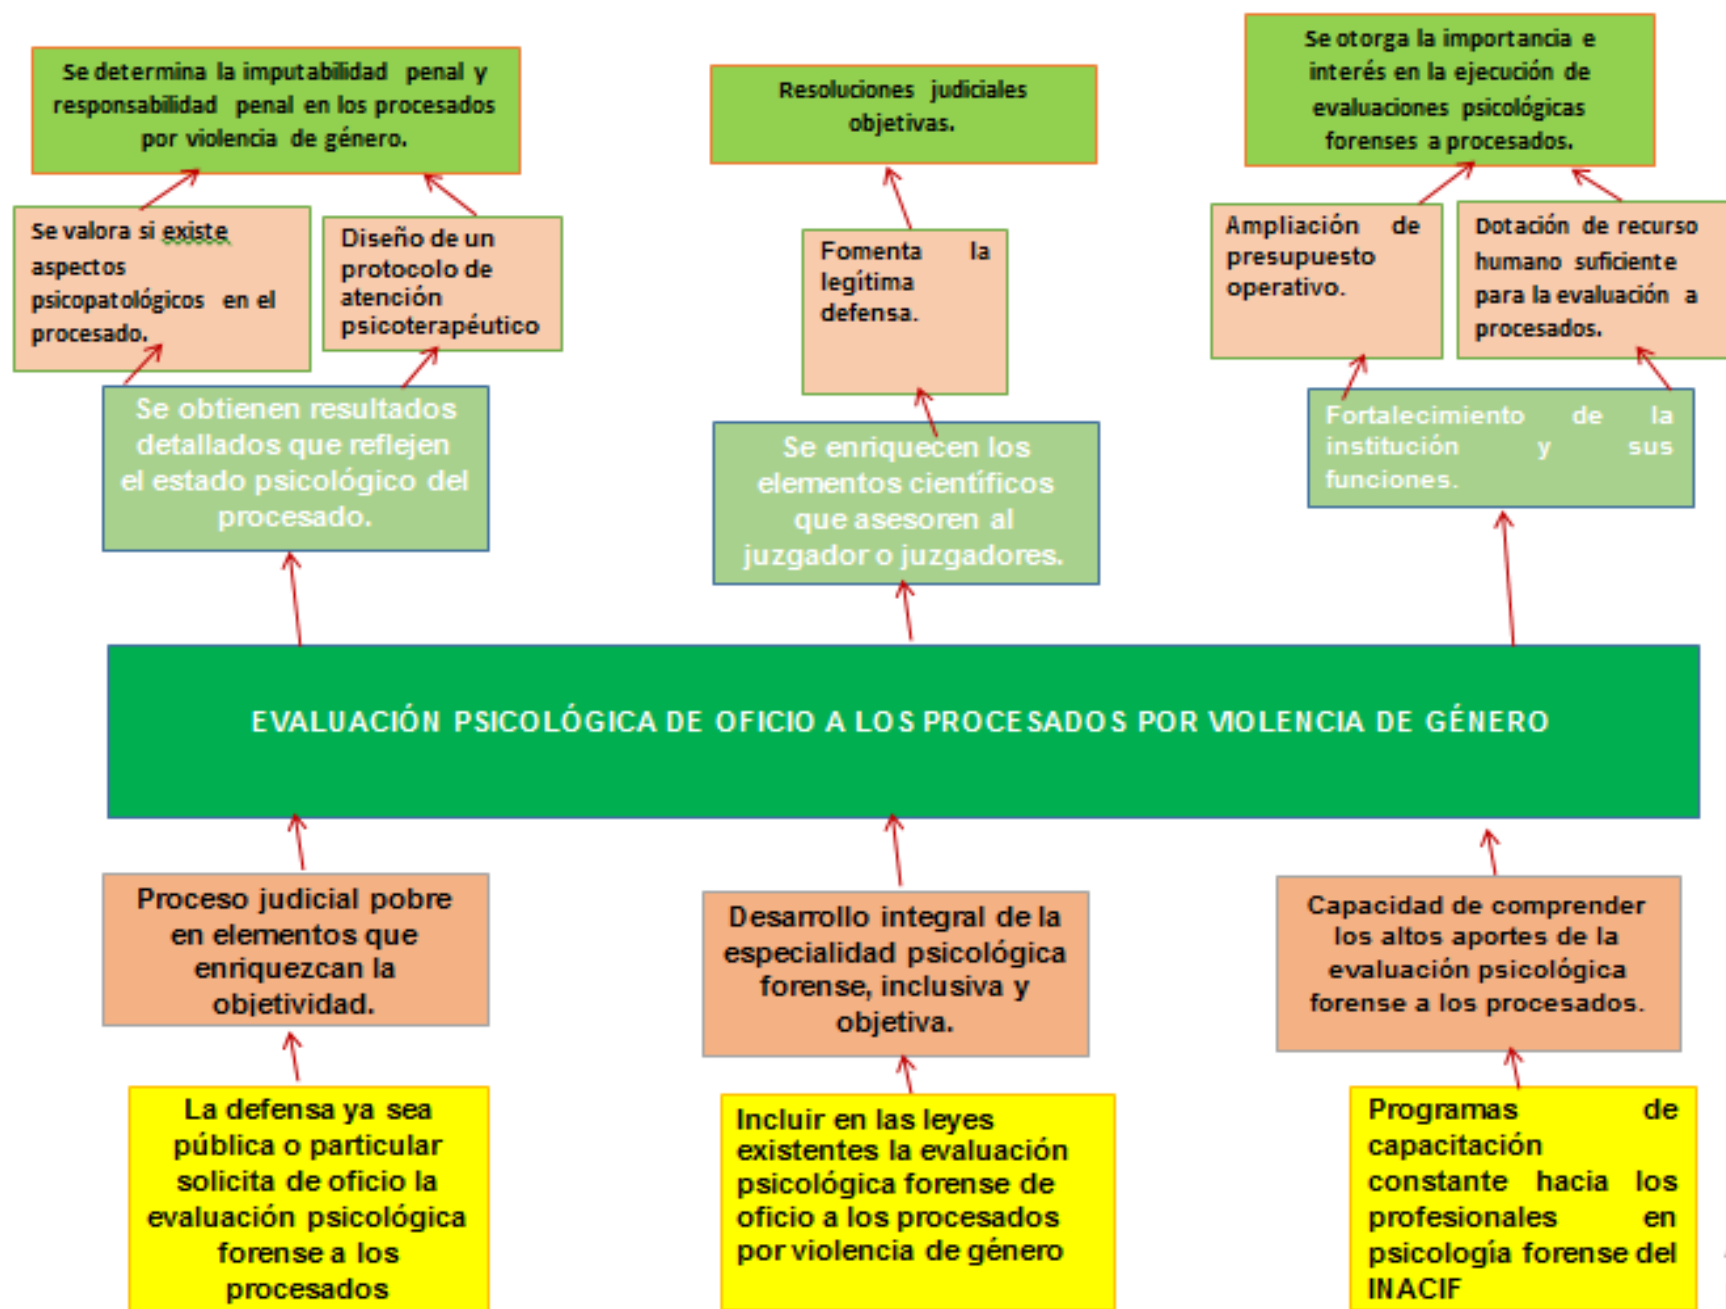 Se determina la imputabilidad penal y
responsabilidad penal en los procesados
por violencia de género.
Resoluciones judiciales
objetivas.
Se otorga la importancia e
interés en la ejecución de
evaluaciones psicológicas
forenses a procesados.
Se valora si existe
aspectos
psicopatológicos en el
procesado.
Diseño de un
protocolo de
atención
psicoterapéutico
Fomenta la
legítima
defensa.
Ampliación de
presupuesto
operativo.
Dotación de recurso
humano suficiente
para la evaluación a
procesados.
Se obtienen resultados
detallados que reflejen
el estado psicológico del
procesado.
Se enriquecen los
elementos científicos
que asesoren al
juzgador o juzgadores.
Fortalecimiento de la
institución y sus
funciones.
EVALUACIÓN PSICOLÓGICA DE OFICIO A LOS PROCESADOS POR VIOLENCIA DE GÉNERO
Proceso judicial pobre
en elementos que
enriquezcan la
objetividad.
Desarrollo integral de la
especialidad psicológica
forense, inclusiva y
objetiva.
Capacidad de comprender
los altos aportes de la
evaluación psicológica
forense a los procesados.
La defensa ya sea
pública o particular
solicita de oficio la
evaluación psicológica
forense a los
procesados
Incluir en las leyes
existentes la evaluación
psicológica forense de
oficio a los procesados
por violencia de género
Programas de
capacitación
constante hacia los
profesionales en
psicología forense del
INACIF